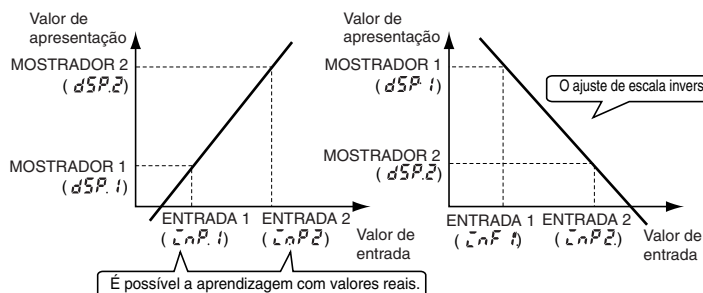 Valor de
apresentação
MOSTRADOR 2
(dSP.2)
MOSTRADOR 1
(dSP.1)
ENTRADA 1
(inP.1)
ENTRADA 2
(inP.2)
Valor de
entrada
É possível a aprendizagem com valores reais.
Valor de
apresentação
MOSTRADOR 1
(dSP.1)
MOSTRADOR 2
(dSP.2)
O ajuste de escala invers
ENTRADA 1
(inP.1)
ENTRADA 2
(inP.2)
Valor de
entrada